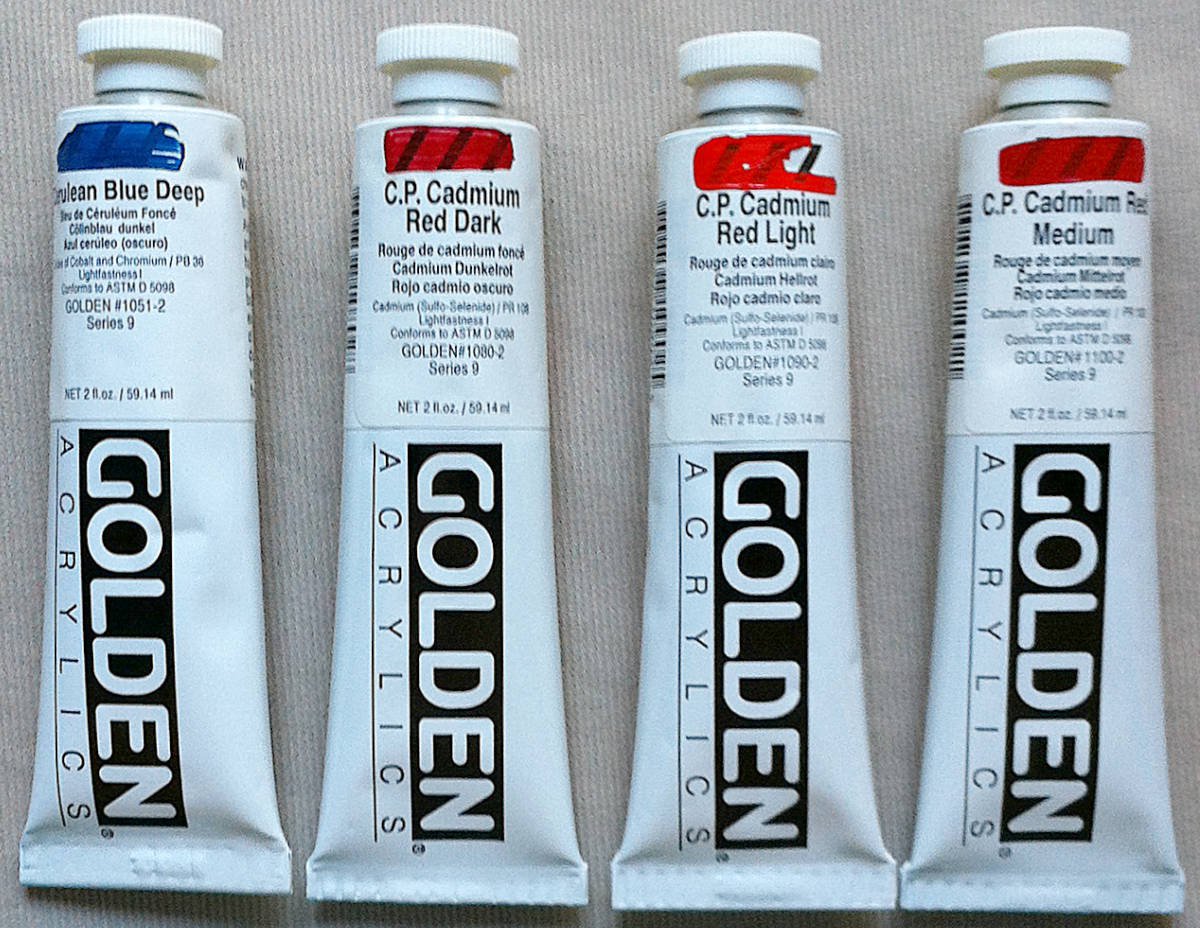 rulean Blue Deep
Bleu de Céruléum Foncé
Cölinblau dunkel
Azul cerúleo (oscuro)
of Cobalt and Chromium / PB 36
Lightfastness I
Conforms to ASTM D 5098
GOLDEN #1051-2
Series 9
NET 2 fl.oz. / 59.14 ml
GOLDEN®
ACRYLICS
C.P. Cadmium
Red Dark
Rouge de cadmium foncé
Cadmium Dunkelrot
Rojo cadmio oscuro
Cadmium (Sulfo-Selenide) / PR 108
Lightfastness I
Conforms to ASTM D 5098
GOLDEN#1080-2
Series 9
NET 2 fl.oz. / 59.14 ml
GOLDEN®
ACRYLICS
C.P. Cadmium
Red Light
Rouge de cadmium claire
Cadmium Hellrot
Rojo cadmio claro
Cadmium (Sulfo-Selenide) / PR 108
Lightfastness I
Conforms to ASTM D 5098
GOLDEN#1090-2
Series 9
NET 2 fl.oz. / 59.14 ml
GOLDEN®
ACRYLICS
C.P. Cadmium Red
Medium
Rouge de cadmium moyen
Cadmium Mittelrot
Rojo cadmio medio
Cadmium (Sulfo-Selenide) / PR
Lightfastness I
Conforms to ASTM D 5098
GOLDEN# 1100-2
Series 9
NET 2 fl.oz. / 59.14 ml
GOLDEN®
ACRYLICS